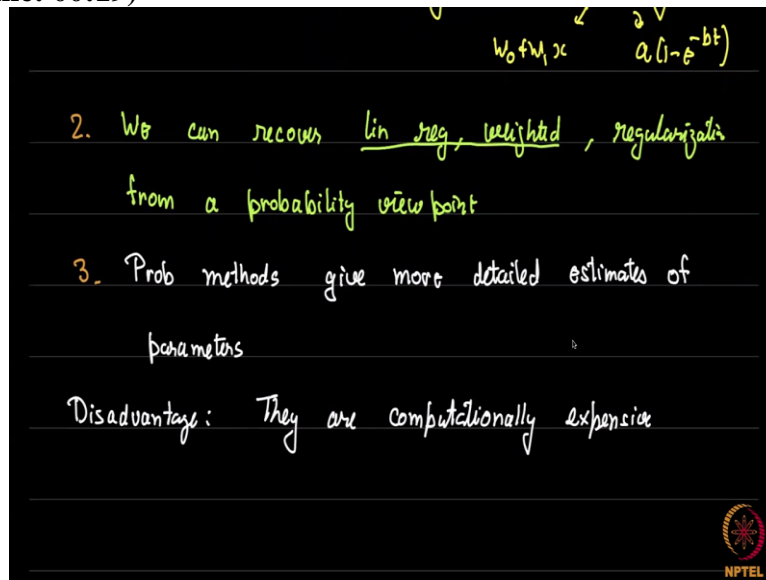 w₀+w₁x a(1-e^{-bt})
2. We can recover lin reg, weighted, regularization
from a probability view point
3. Prob methods give more detailed estimates of
parameters
Disadvantage: They are computationally expensive
NPTEL